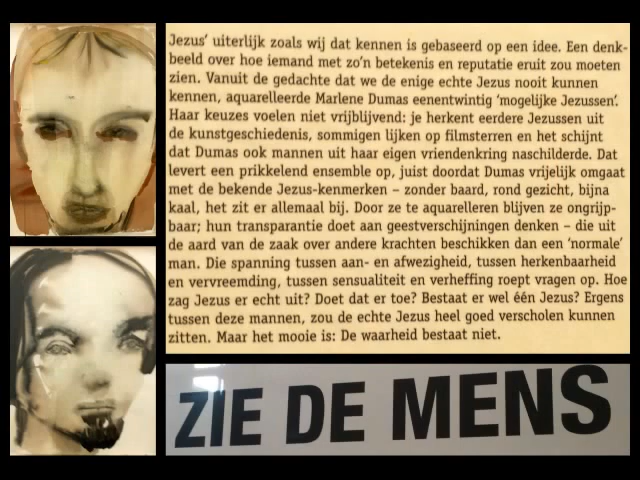 Jezus’ uiterlijk zoals wij dat kennen is gebaseerd op een idee. Een denk-
beeld over hoe iemand met zo’n betekenis en reputatie eruit zou moeten
zien. Vanuit de gedachte dat we de enige echte Jezus nooit kunnen
kennen, aquarelleerde Marlene Dumas eenentwintig ‘mogelijke Jezussen’.
Haar keuzes voelen niet vrijblijvend: je herkent eerdere Jezussen uit
de kunstgeschiedenis, sommigen lijken op filmsterren en het schijnt
dat Dumas ook mannen uit haar eigen vriendenkring naschilderde. Dat
levert een prikkelend ensemble op, juist doordat Dumas vrijelijk omgaat
met de bekende Jezus-kenmerken – zonder baard, rond gezicht, bijna
kaal, het zit er allemaal bij. Door ze te aquarelleren blijven ze ongrijp-
baar; hun transparantie doet aan geestverschijningen denken – die uit
de aard van de zaak over andere krachten beschikken dan een ‘normale’
man. Die spanning tussen aan- en afwezigheid, tussen herkenbaarheid
en vervreemding, tussen sensualiteit en verheffing roept vragen op. Hoe
zag Jezus er echt uit? Doet dat er toe? Bestaat er wel één Jezus? Ergens
tussen deze mannen, zou de echte Jezus heel goed verscholen kunnen
zitten. Maar het mooie is: De waarheid bestaat niet.
ZIE DE MENS